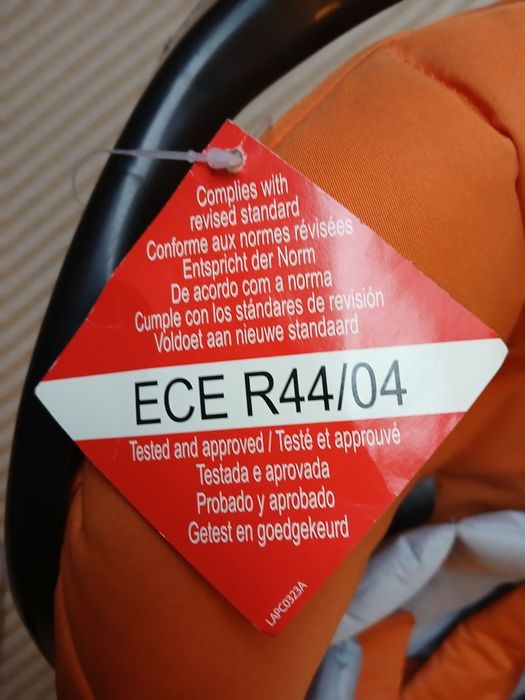 Complies with
revised standard
Conforme aux normes révisées
Entspricht der Norm
De acordo com a norma
Cumple con los stándares de revisión
Voldoet aan nieuwe standaard
ECE R44/04
Tested and approved / Testé et approuvé
Testada e aprovada
Probado y aprobado
Getest en goedgekeurd
LAPC0323A